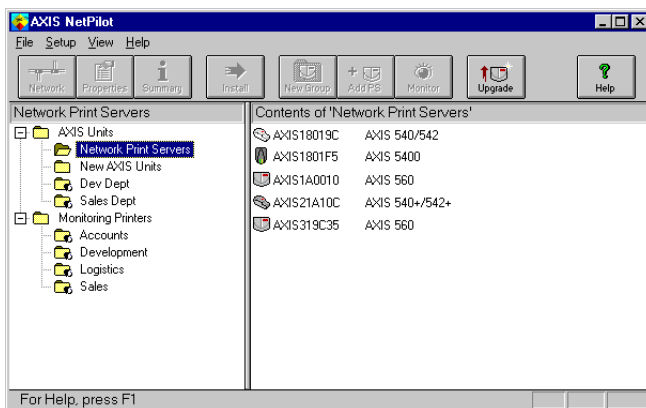 AXIS NetPilot
File Setup View Help
Network Properties Summary Install New Group Add PS Monitor Upgrade Help
Network Print Servers
Contents of 'Network Print Servers'
AXIS Units
Network Print Servers
New AXIS Units
Dev Dept
Sales Dept
Monitoring Printers
Accounts
Development
Logistics
Sales
AXIS18019C AXIS 540/542
AXIS1801F5 AXIS 5400
AXIS1A0010 AXIS 560
AXIS21A10C AXIS 540+/542+
AXIS319C35 AXIS 560
For Help, press F1